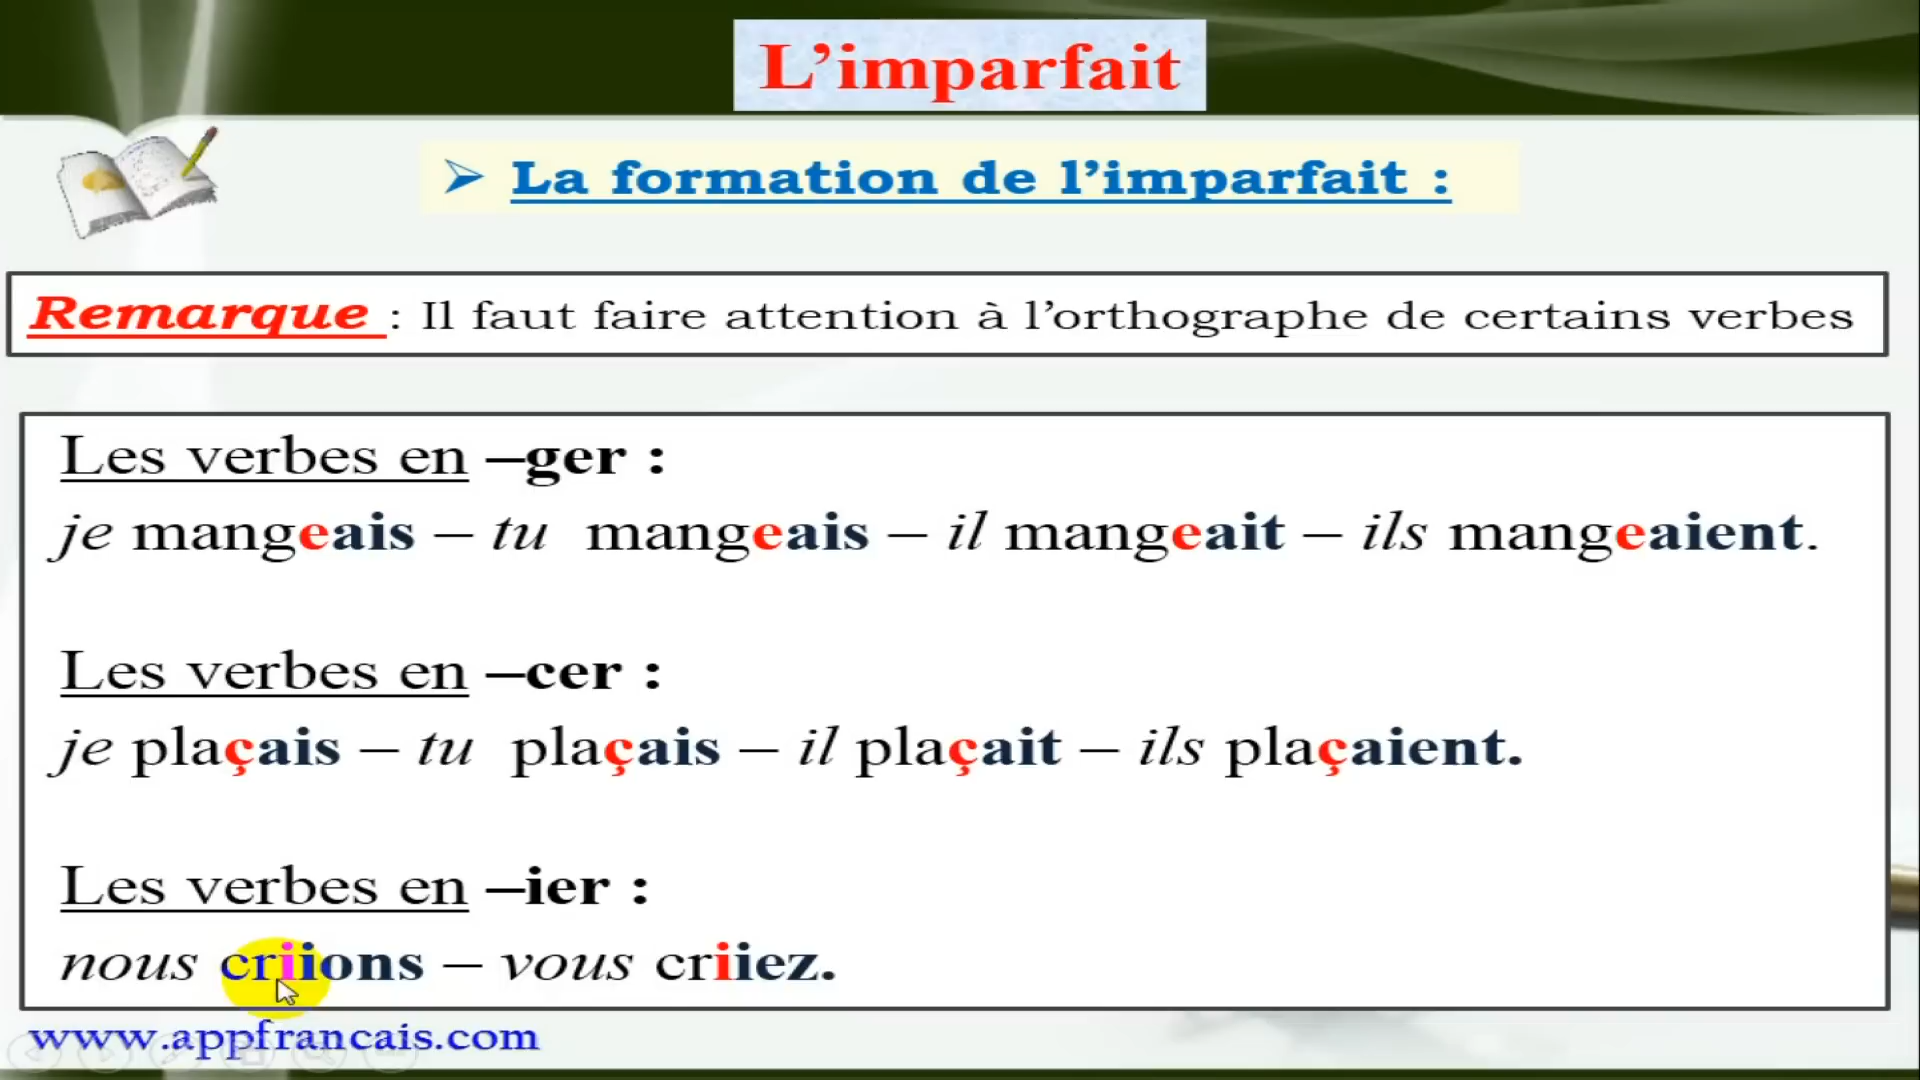 L’imparfait
➢ La formation de l’imparfait :
Remarque : Il faut faire attention à l’orthographe de certains verbes
Les verbes en –ger :
je mangeais – tu mangeais – il mangeait – ils mangeaient.
Les verbes en –cer :
je plaçais – tu plaçais – il plaçait – ils plaçaient.
Les verbes en –ier :
nous criions – vous criiez.
www.appfrancais.com